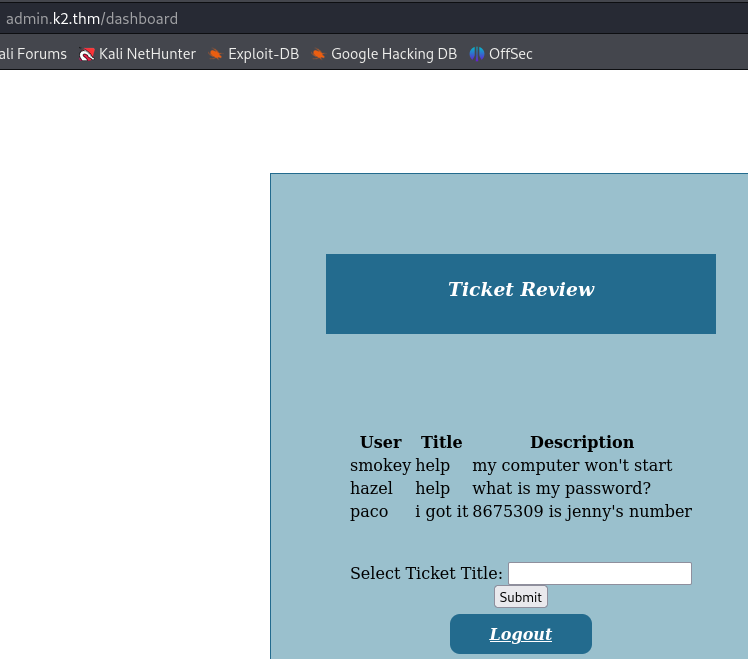 admin.k2.thm/dashboard
ali Forums Kali NetHunter Exploit-DB Google Hacking DB OffSec
Ticket Review
User Title Description
smokey help my computer won't start
hazel help what is my password?
paco i got it 8675309 is jenny's number
Select Ticket Title:
Submit
Logout